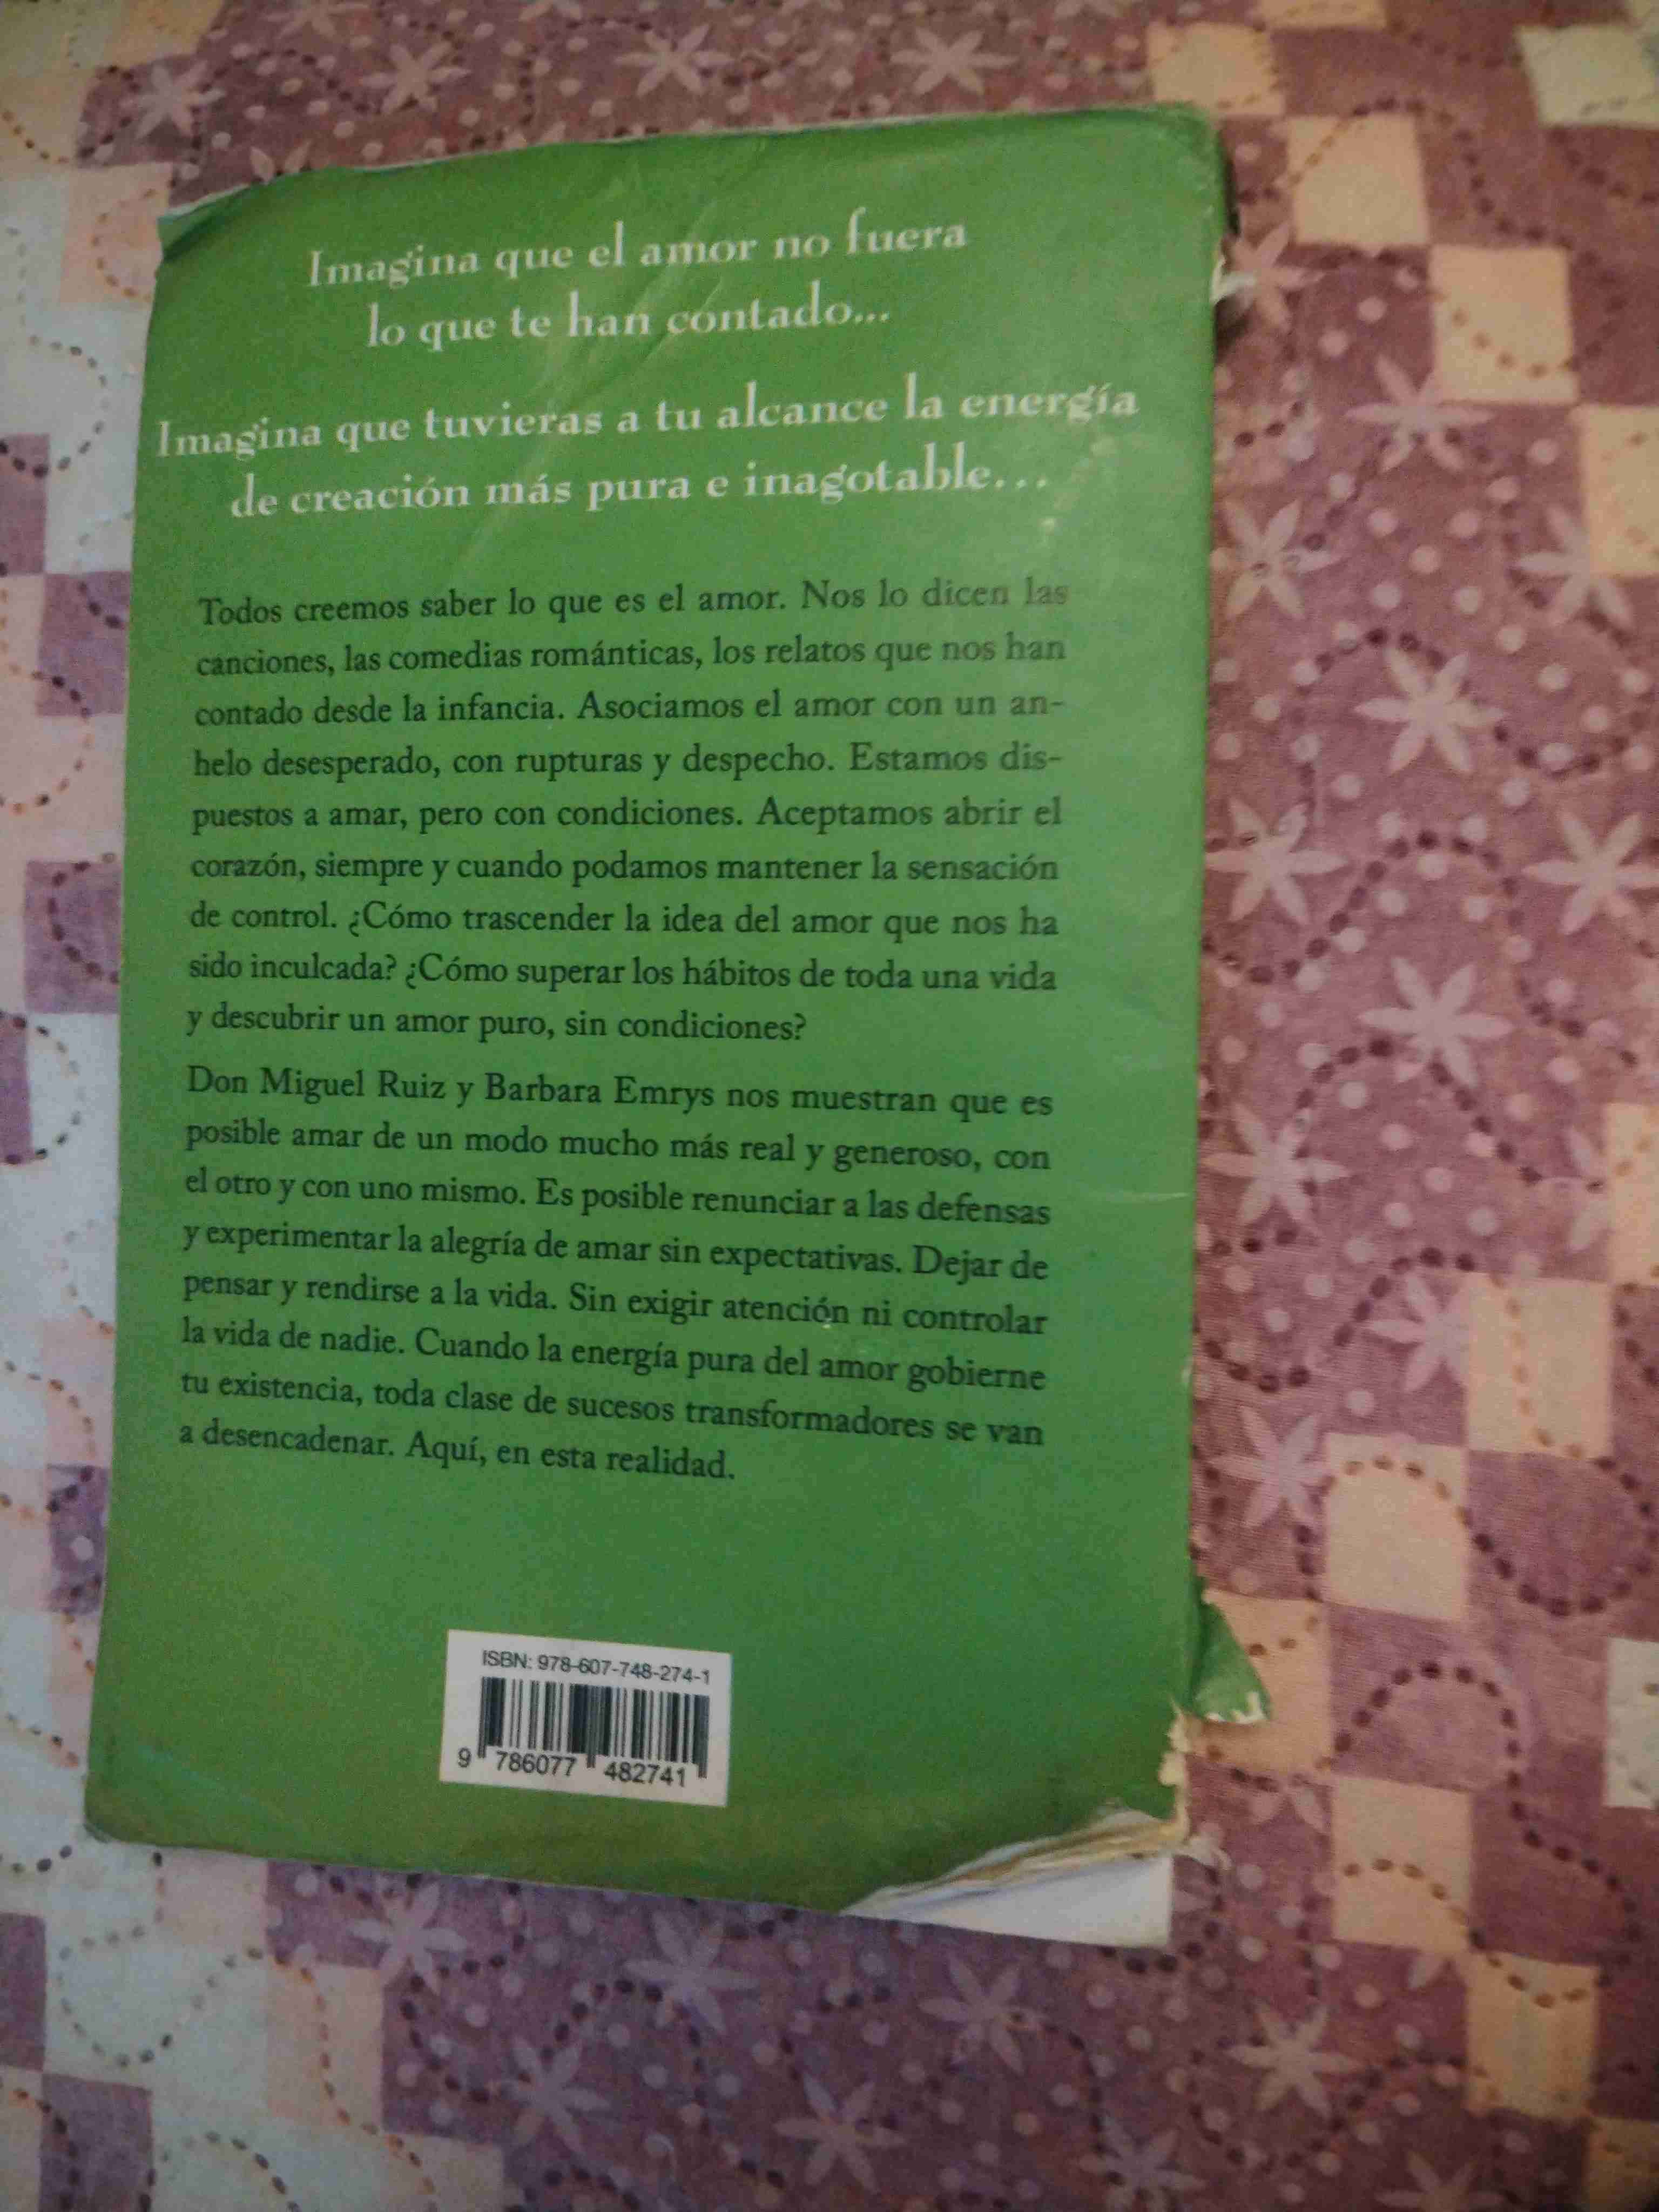 Imagina que el amor no fuera
lo que te han contado...
Imagina que tuvieras a tu alcance la energía
de creación más pura e inagotable...
Todos creemos saber lo que es el amor. Nos lo dicen las
canciones, las comedias románticas, los relatos que nos han
contado desde la infancia. Asociamos el amor con un an-
helo desesperado, con rupturas y despecho. Estamos dis-
puestos a amar, pero con condiciones. Aceptamos abrir el
corazón, siempre y cuando podamos mantener la sensación
de control. ¿Cómo trascender la idea del amor que nos ha
sido inculcada? ¿Cómo superar los hábitos de toda una vida
y descubrir un amor puro, sin condiciones?
Don Miguel Ruiz y Barbara Emrys nos muestran que es
posible amar de un modo mucho más real y generoso, con
el otro y con uno mismo. Es posible renunciar a las defensas
y experimentar la alegría de amar sin expectativas. Dejar de
pensar y rendirse a la vida. Sin exigir atención ni controlar
la vida de nadie. Cuando la energía pura del amor gobierne
tu existencia, toda clase de sucesos transformadores se van
a desencadenar. Aquí, en esta realidad.
ISBN: 978-607-748-274-1
9 786077 482741